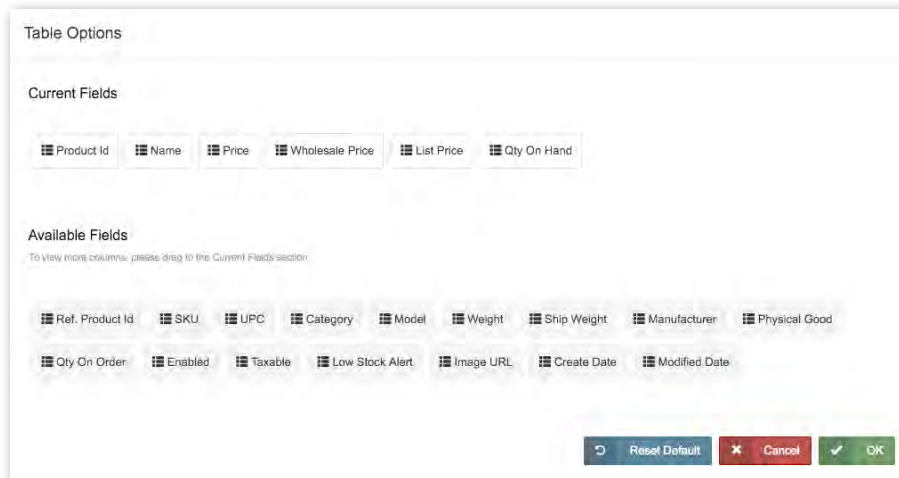 Table Options
Current Fields
Product Id Name Price Wholesale Price List Price Qty On Hand
Available Fields
To view more columns, please drag to the Current Fields section
Ref. Product Id SKU UPC Category Model Weight Ship Weight Manufacturer Physical Good
Qty On Order Enabled Taxable Low Stock Alert Image URL Create Date Modified Date
Reset Default Cancel OK